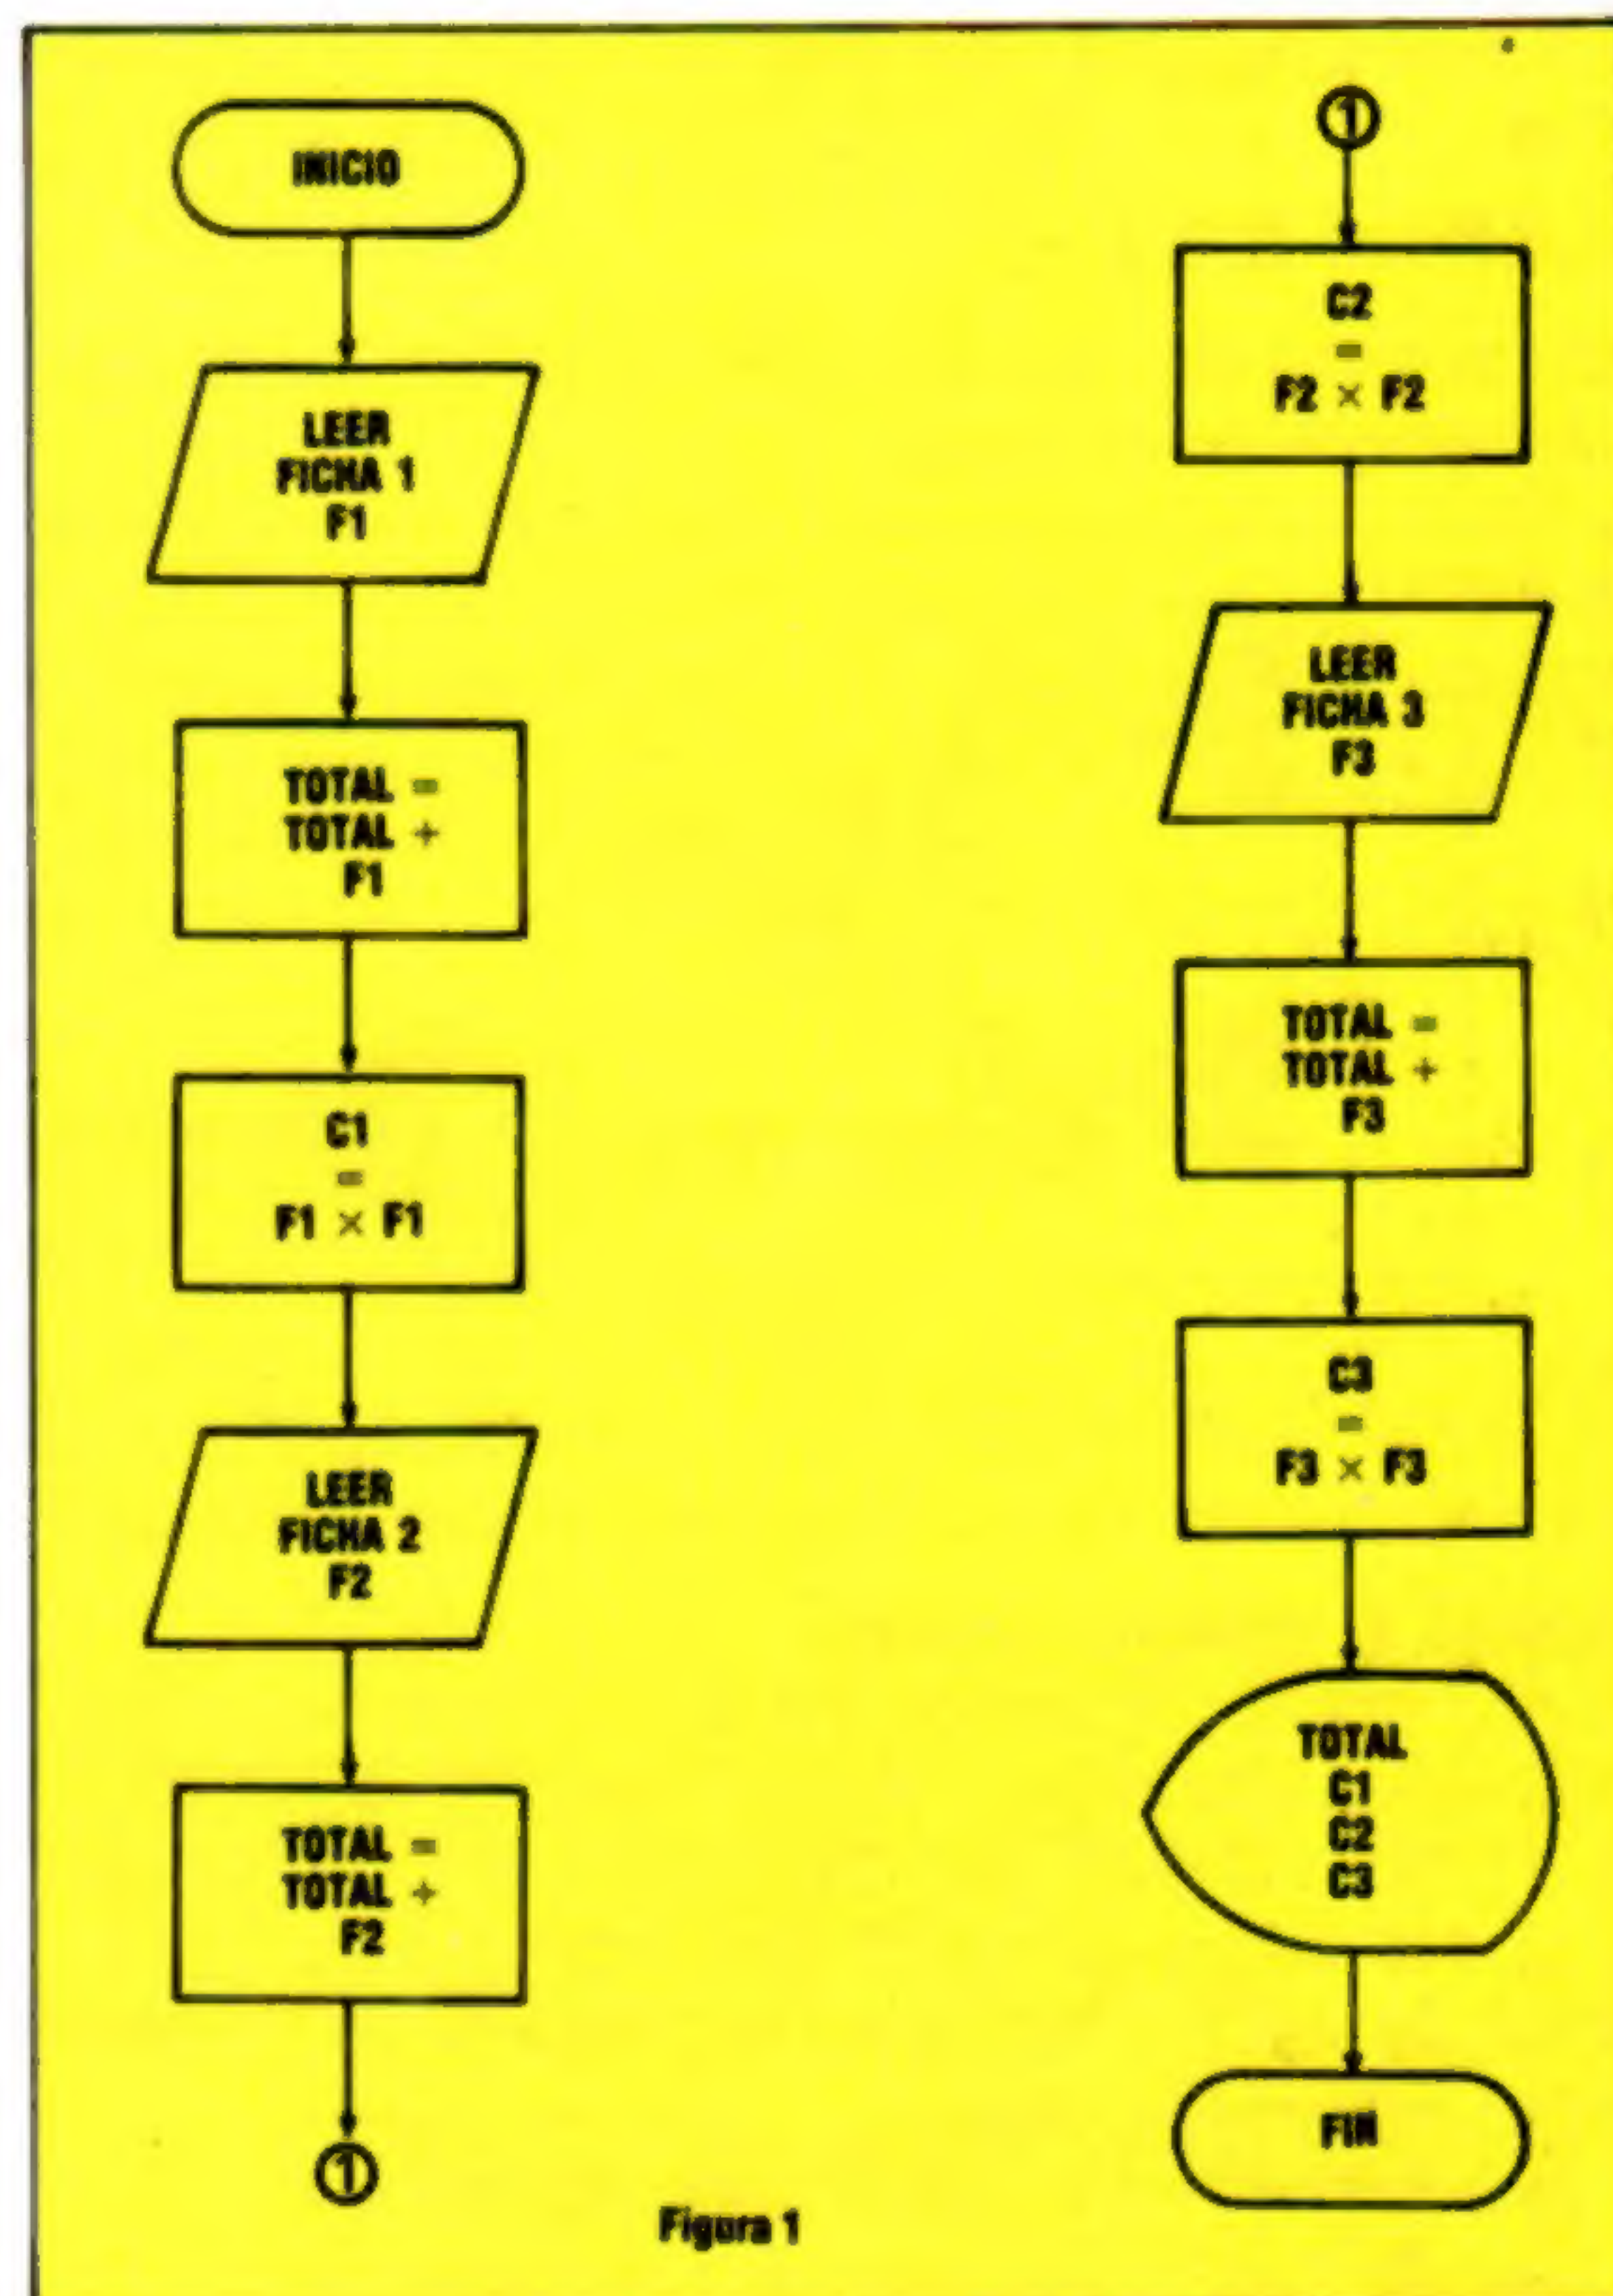 INICIO
LEER
FICHA 1
F1
TOTAL =
TOTAL +
F1
C1
=
F1 × F1
LEER
FICHA 2
F2
TOTAL =
TOTAL +
F2
1
1
C2
=
F2 × F2
LEER
FICHA 3
F3
TOTAL =
TOTAL +
F3
C3
=
F3 × F3
TOTAL
C1
C2
C3
FIN
Figura 1